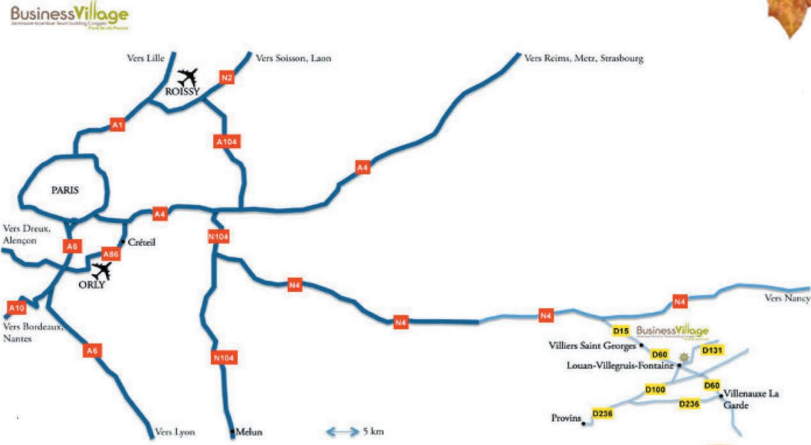 BusinessVillage
Vers Lille
Vers Soisson, Laon
Vers Reims, Metz, Strasbourg
N2
ROISSY
A1
A104
A4
PARIS
A4
Vers Dreux,
Alençon
A6
Créteil
N104
A86
ORLY
N4
A10
Vers Bordeaux,
Nantes
N4
N4
N4
Vers Nancy
D15
BusinessVillage
Villiers Saint Georges
D60
D131
Louan-Villegruis-Fontaine
A6
N104
D100
D60
Villenauxe La
Garde
D236
D236
Provins
Vers Lyon
Melun
5 km